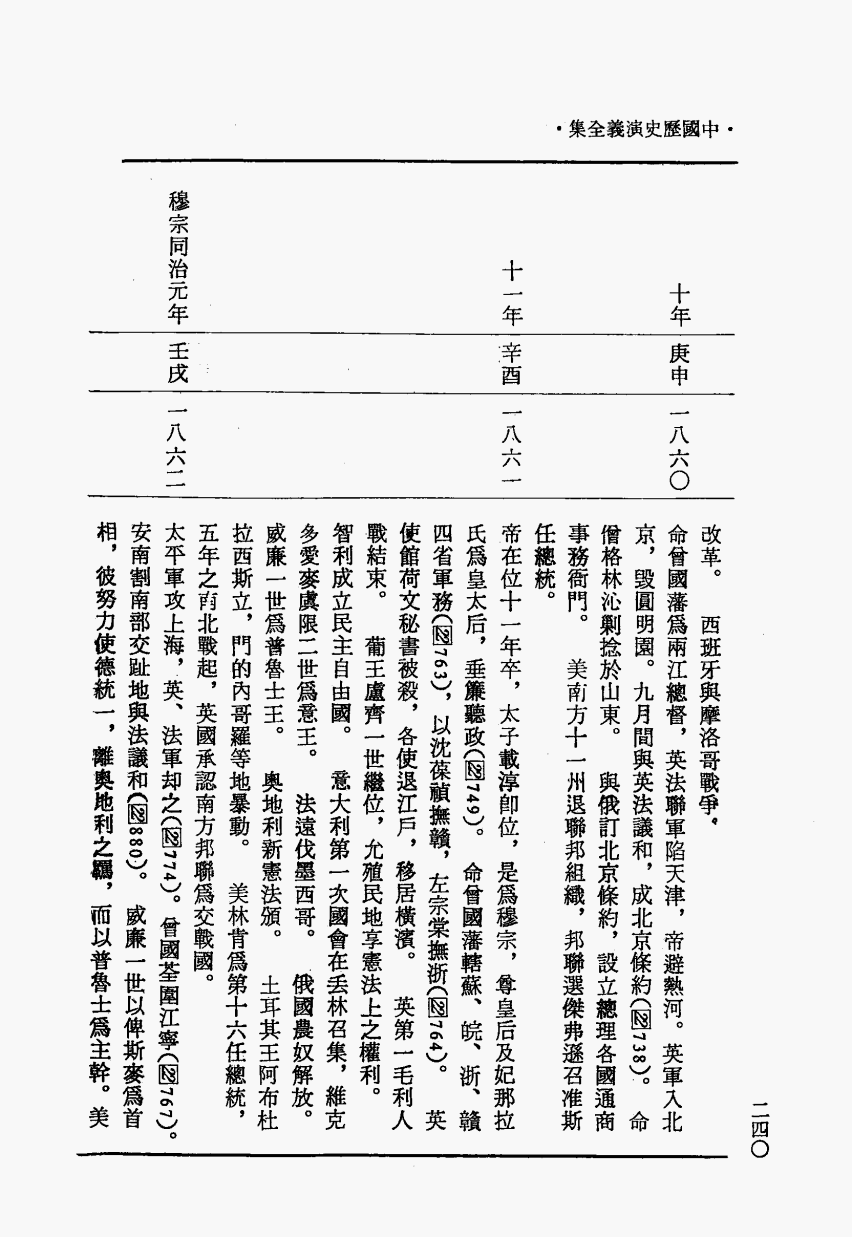 ·中國歷史演義全集·
十年
庚申
一八六〇
十一年
辛酉
一八六一
穆宗同治元年
壬戌
一八六二
改革。　西班牙與摩洛哥戰爭。
命曾國藩爲兩江總督，英法聯軍陷天津，帝避熱河。英軍入北
京，毀圓明園。九月間與英法議和，成北京條約(図738)。　命
僧格林沁剿捻於山東。　與俄訂北京條約，設立總理各國通商
事務衙門。　美南方十一州退聯邦組織，邦聯選傑弗遜召准斯
任總統。
帝在位十一年卒，太子載淳卽位，是爲穆宗，尊皇后及妃那拉
氏爲皇太后，垂簾聽政(図749)。　命曾國藩轄蘇、皖、浙、贛
四省軍務(図763)，以沈葆禎撫贛，左宗棠撫浙(図764)。　英
使館荷文秘書被殺，各使退江戶，移居橫濱。　英第一毛利人
戰結束。　葡王盧齊一世繼位，允殖民地享憲法上之權利。
智利成立民主自由國。　意大利第一次國會在丢林召集，維克
多愛麥虞限二世爲意王。　法遠伐墨西哥。　俄國農奴解放。
威廉一世爲普魯士王。　奧地利新憲法頒。　土耳其王阿布杜
拉西斯立，門的內哥羅等地暴動。　美林肯爲第十六任總統，
五年之南北戰起，英國承認南方邦聯爲交戰國。
太平軍攻上海，英、法軍却之(図774)。曾國荃圍江寧(図767)。
安南割南部交趾地與法議和(図880)。　威廉一世以俾斯麥爲首
相，彼努力使德統一，離奧地利之羈，而以普魯士爲主幹。美
二四〇